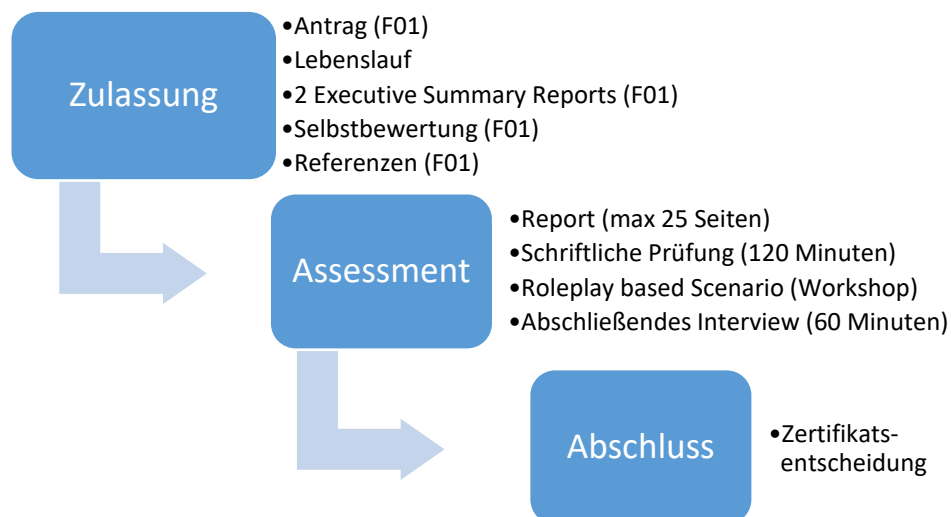 Zulassung
•Antrag (F01)
•Lebenslauf
•2 Executive Summary Reports (F01)
•Selbstbewertung (F01)
•Referenzen (F01)
Assessment
•Report (max 25 Seiten)
•Schriftliche Prüfung (120 Minuten)
•Roleplay based Scenario (Workshop)
•Abschließendes Interview (60 Minuten)
Abschluss
•Zertifikats-
entscheidung